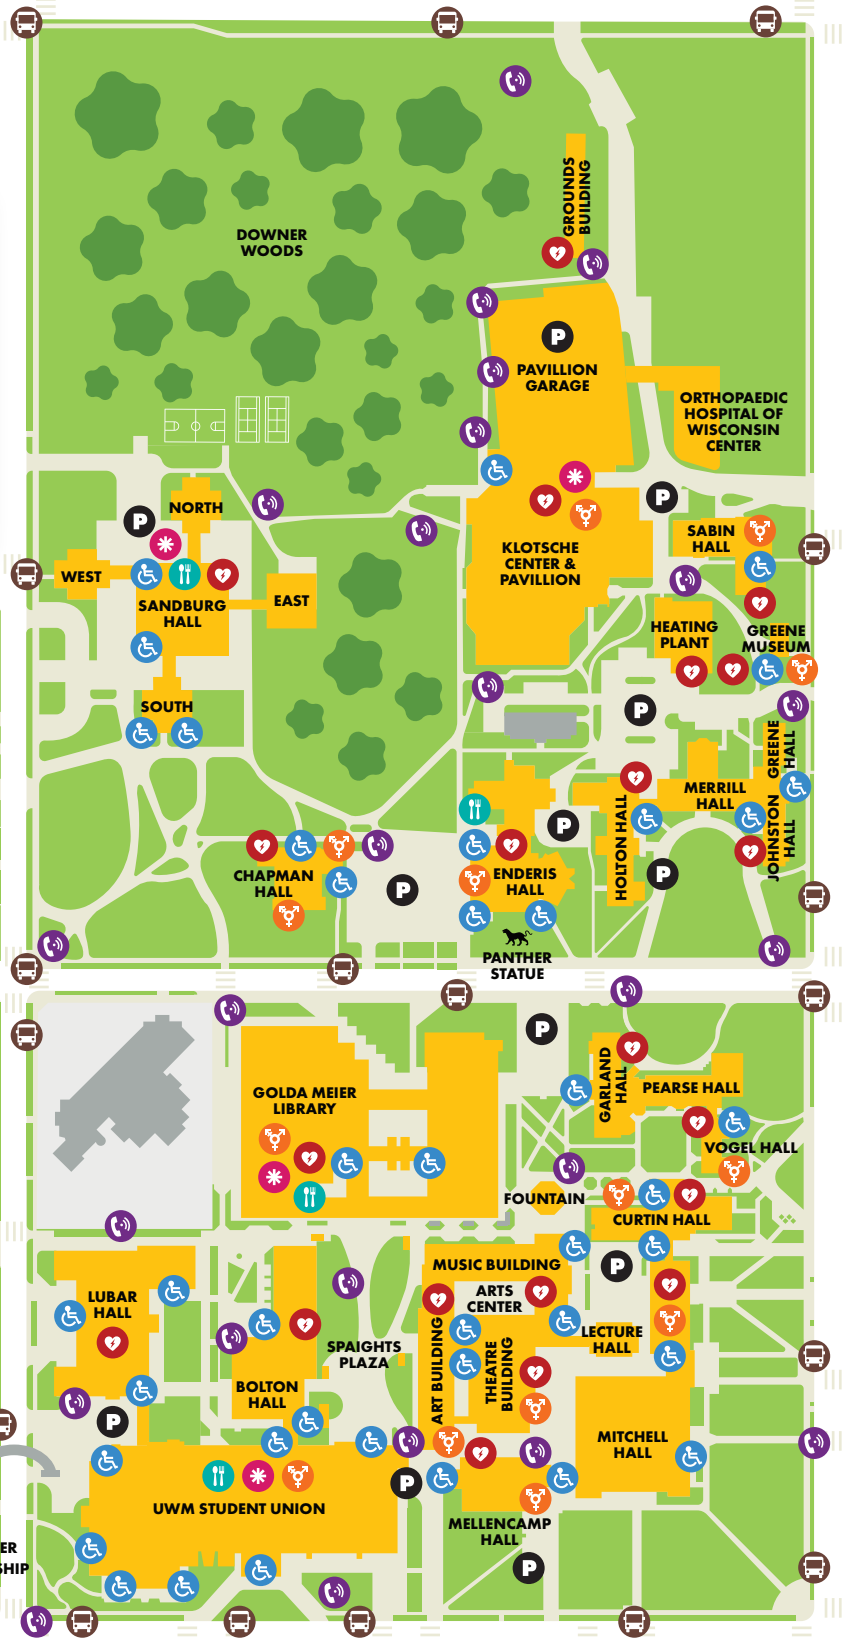 GROUNDS
BUILDING
DOWNER
WOODS
P
PAVILLION
GARAGE
ORTHOPAEDIC
HOSPITAL OF
WISCONSIN
CENTER
P
NORTH
P
SABIN
HALL
KLOTSCHE
CENTER &
PAVILLION
WEST
SANDBURG
HALL
EAST
HEATING
PLANT
GREENE
MUSEUM
SOUTH
P
GREENE
HALL
MERRILL
HALL
JOHNSTON
HALL
HOLTON HALL
P
P
CHAPMAN
HALL
P
ENDERIS
HALL
PANTHER
STATUE
P
GARLAND
HALL
PEARSE HALL
GOLDA MEIER
LIBRARY
VOGEL HALL
FOUNTAIN
CURTIN HALL
MUSIC BUILDING
P
ARTS
CENTER
LUBAR
HALL
LECTURE
HALL
SPAIGHTS
PLAZA
ART BUILDING
THEATRE
BUILDING
BOLTON
HALL
P
MITCHELL
HALL
P
UWM STUDENT UNION
MELLENCAMP
HALL
ER
SHIP
P